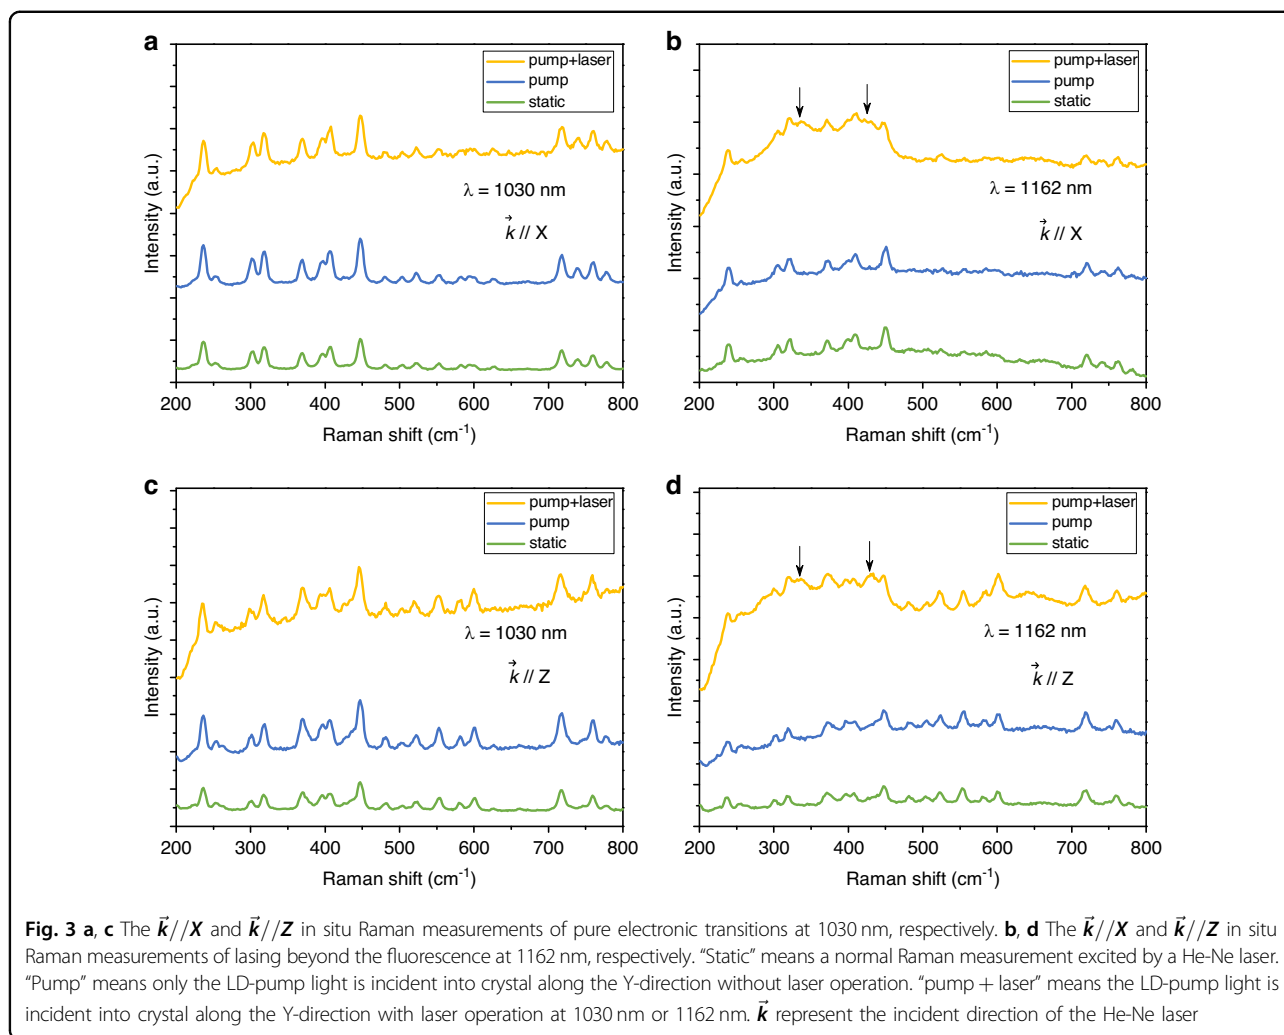 a
pump+laser
pump
static
λ = 1030 nm
k // X
Intensity (a.u.)
200 300 400 500 600 700 800
Raman shift (cm-1)
b
pump+laser
pump
static
λ = 1162 nm
k // X
Intensity (a.u.)
200 300 400 500 600 700 800
Raman shift (cm-1)
c
pump+laser
pump
static
λ = 1030 nm
k // Z
Intensity (a.u.)
200 300 400 500 600 700 800
Raman shift (cm-1)
d
pump+laser
pump
static
λ = 1162 nm
k // Z
Intensity (a.u.)
200 300 400 500 600 700 800
Raman shift (cm-1)
Fig. 3 a, c The k⃗//X and k⃗//Z in situ Raman measurements of pure electronic transitions at 1030 nm, respectively. b, d The k⃗//X and k⃗//Z in situ
Raman measurements of lasing beyond the fluorescence at 1162 nm, respectively. “Static” means a normal Raman measurement excited by a He-Ne laser.
“Pump” means only the LD-pump light is incident into crystal along the Y-direction without laser operation. “pump + laser” means the LD-pump light is
incident into crystal along the Y-direction with laser operation at 1030 nm or 1162 nm. k⃗ represent the incident direction of the He-Ne laser